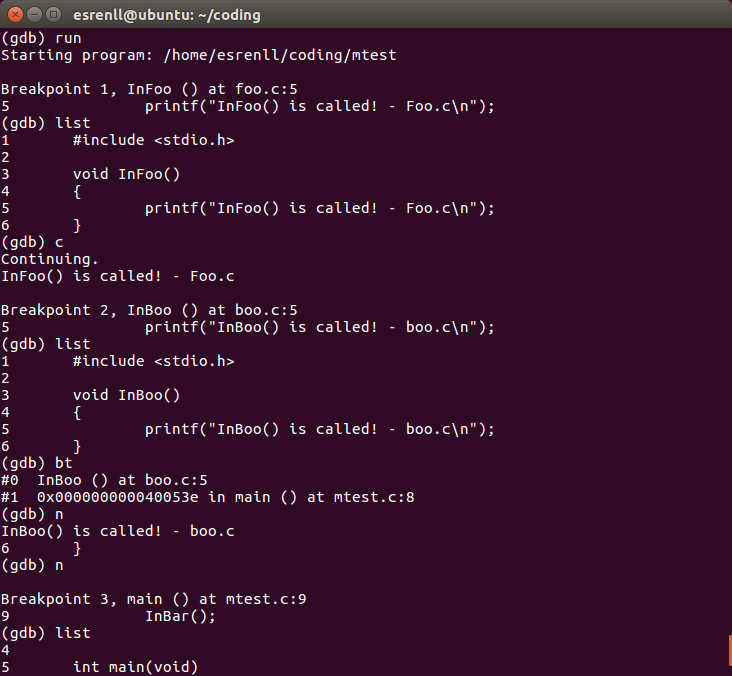 esrenll@ubuntu: ~/coding
(gdb) run
Starting program: /home/esrenll/coding/mtest

Breakpoint 1, InFoo () at foo.c:5
5               printf("InFoo() is called! - Foo.c\n");
(gdb) list
1       #include <stdio.h>
2
3       void InFoo()
4       {
5               printf("InFoo() is called! - Foo.c\n");
6       }
(gdb) c
Continuing.
InFoo() is called! - Foo.c

Breakpoint 2, InBoo () at boo.c:5
5               printf("InBoo() is called! - boo.c\n");
(gdb) list
1       #include <stdio.h>
2
3       void InBoo()
4       {
5               printf("InBoo() is called! - boo.c\n");
6       }
(gdb) bt
#0  InBoo () at boo.c:5
#1  0x000000000040053e in main () at mtest.c:8
(gdb) n
InBoo() is called! - boo.c
6       }
(gdb) n

Breakpoint 3, main () at mtest.c:9
9               InBar();
(gdb) list
4
5       int main(void)